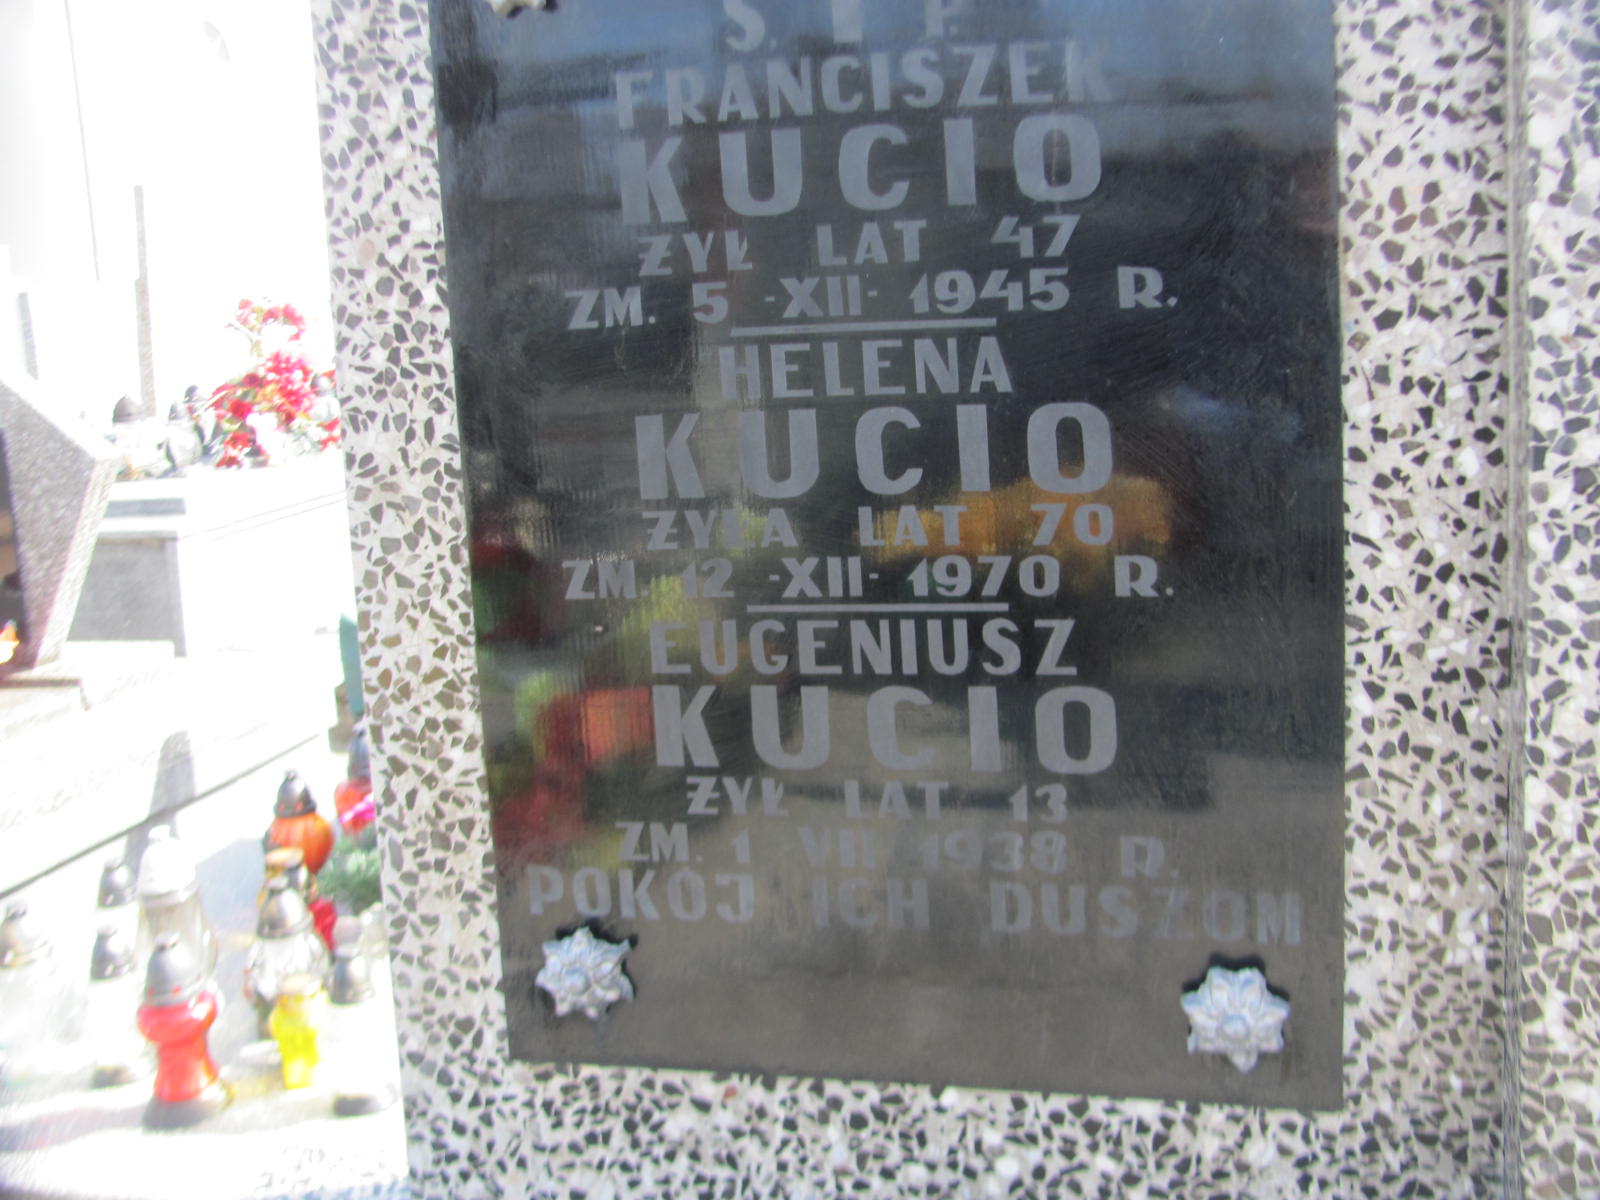 Ś. P.
FRANCISZEK
KUCIO
ŻYŁ LAT 47
ZM. 5 -XII- 1945 R.
HELENA
KUCIO
ŻYŁA LAT 70
ZM. 12 -XII- 1970 R.
EUGENIUSZ
KUCIO
ŻYŁ LAT 13
ZM. 1 VII 1938 R.
POKÓJ ICH DUSZOM